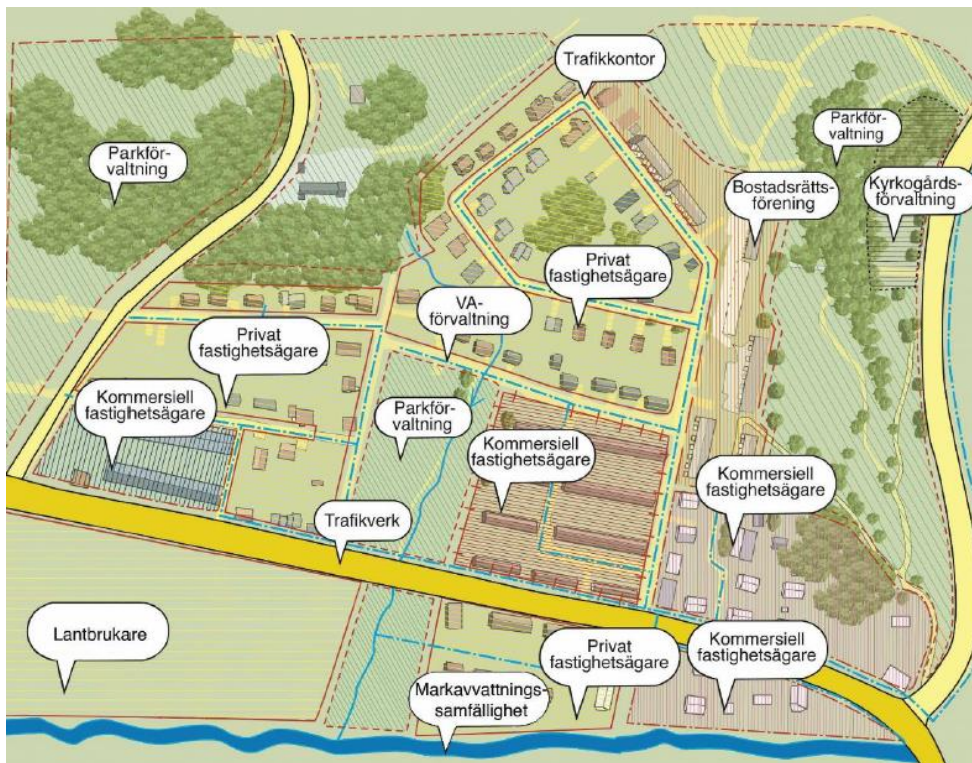 Trafikkontor
Parkför-
valtning
Parkför-
valtning
Bostadsrätts-
förening
Kyrkogårds-
förvaltning
Privat
fastighetsägare
VA-
förvaltning
Privat
fastighetsägare
Kommersiell
fastighetsägare
Parkför-
valtning
Kommersiell
fastighetsägare
Kommersiell
fastighetsägare
Trafikverk
Lantbrukare
Privat
fastighetsägare
Kommersiell
fastighetsägare
Markavvattnings-
samfällighet